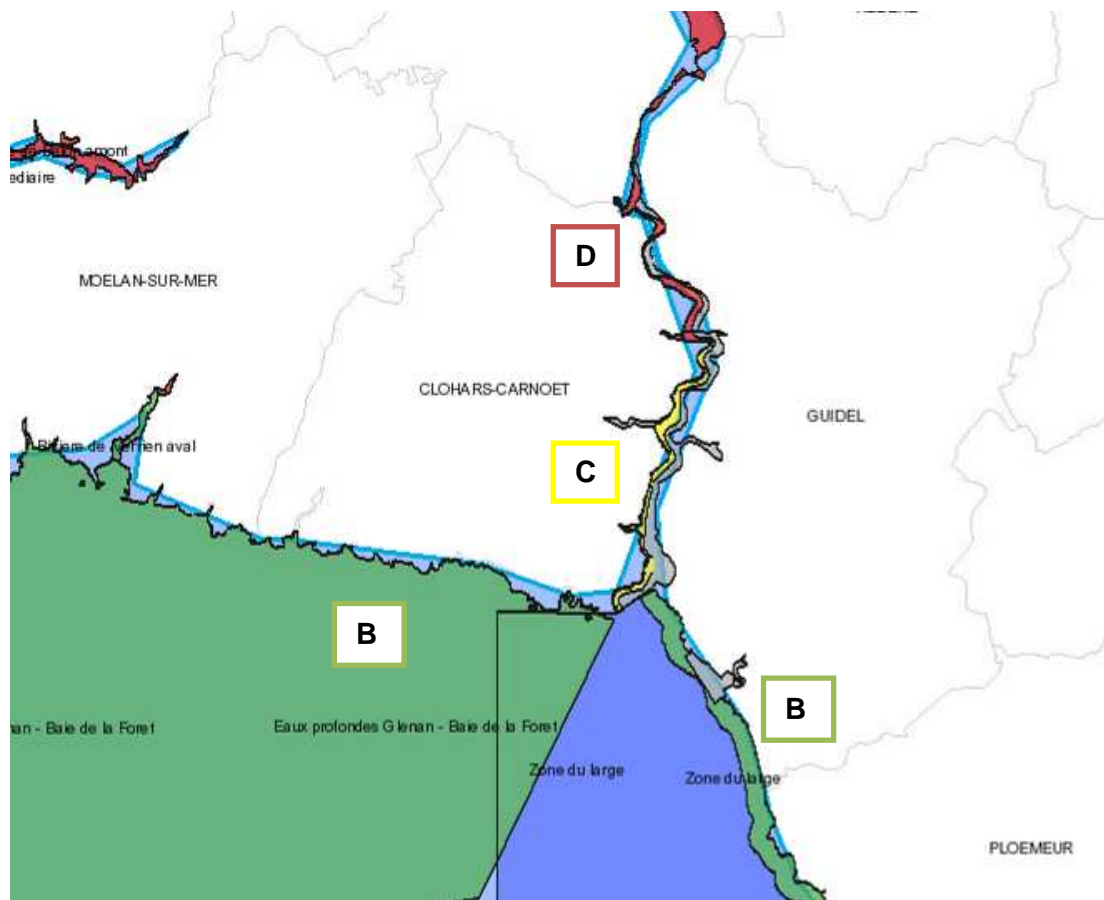 ediaire
D
MOELAN-SUR-MER
CLOHARS-CARNOET
GUIDEL
aval
C
B
B
nan - Baie de la Foret
Eaux profondes Glenan - Baie de la Foret
Zone du large
Zone du large
PLOEMEUR